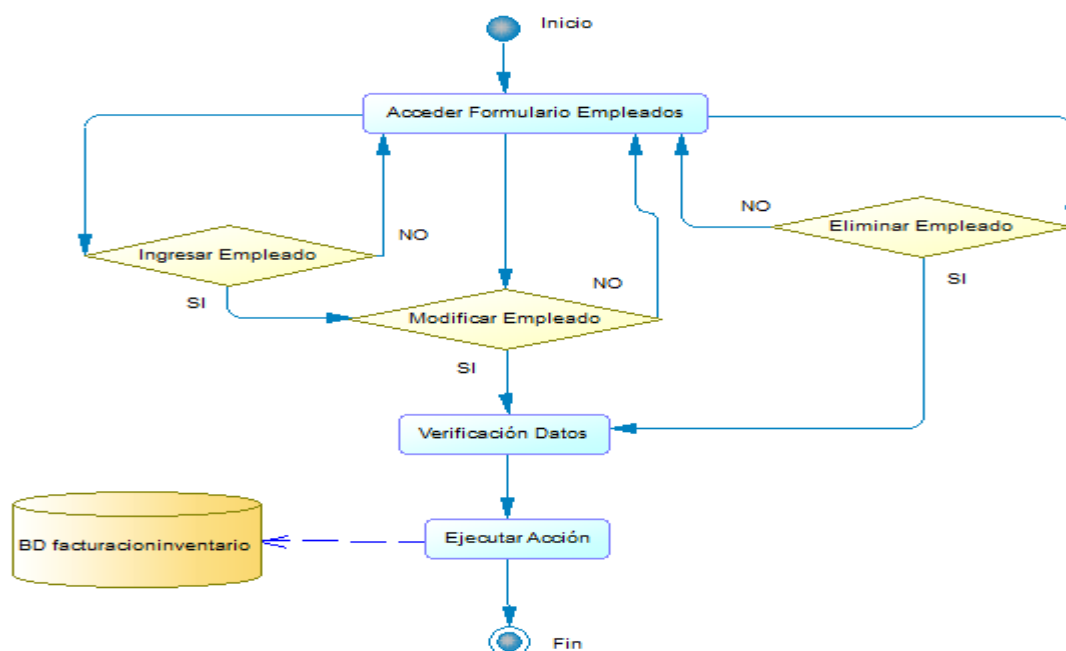 Inicio
Acceder Formulario Empleados
NO
Eliminar Empleado
NO
Ingresar Empleado
SI
NO
SI
Modificar Empleado
SI
Verificación Datos
Ejecutar Acción
BD facturacioninventario
Fin